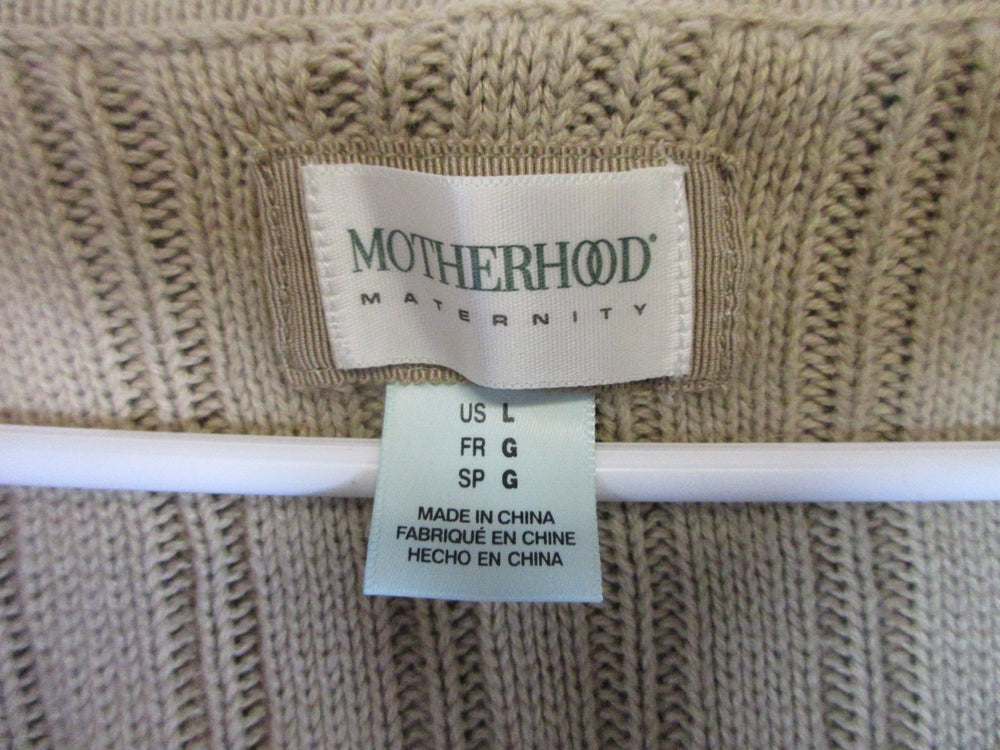 MOTHERHOOD®
MATERNITY
US L
FR G
SP G
MADE IN CHINA
FABRIQUÉ EN CHINE
HECHO EN CHINA